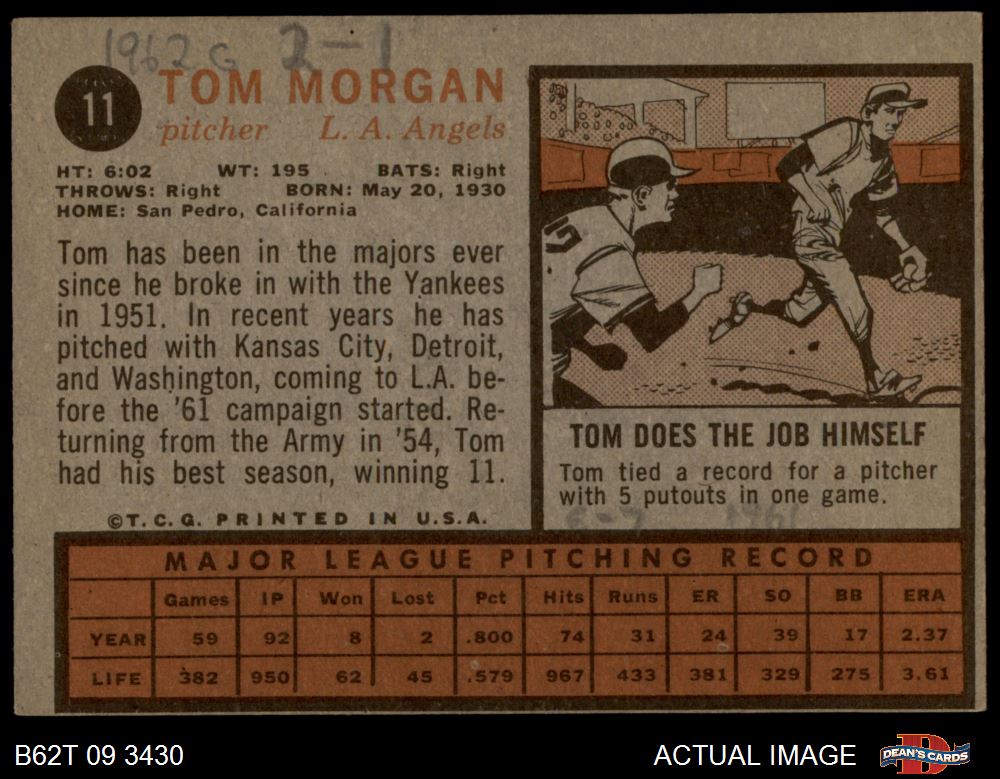 1962 G 2-1
11
TOM MORGAN
pitcher L. A. Angels
HT: 6:02 WT: 195 BATS: Right
THROWS: Right BORN: May 20, 1930
HOME: San Pedro, California
Tom has been in the majors ever
since he broke in with the Yankees
in 1951. In recent years he has
pitched with Kansas City, Detroit,
and Washington, coming to L.A. be-
fore the '61 campaign started. Re-
turning from the Army in '54, Tom
had his best season, winning 11.
©T.C.G. PRINTED IN U.S.A.
15
TOM DOES THE JOB HIMSELF
Tom tied a record for a pitcher
with 5 putouts in one game.
1961
MAJOR LEAGUE PITCHING RECORD
Games IP Won Lost Pct Hits Runs ER SO BB ERA
YEAR 59 92 8 2 .800 74 31 24 39 17 2.37
LIFE 382 950 62 45 .579 967 433 381 329 275 3.61
B62T 09 3430
ACTUAL IMAGE
DEAN'S CARDS